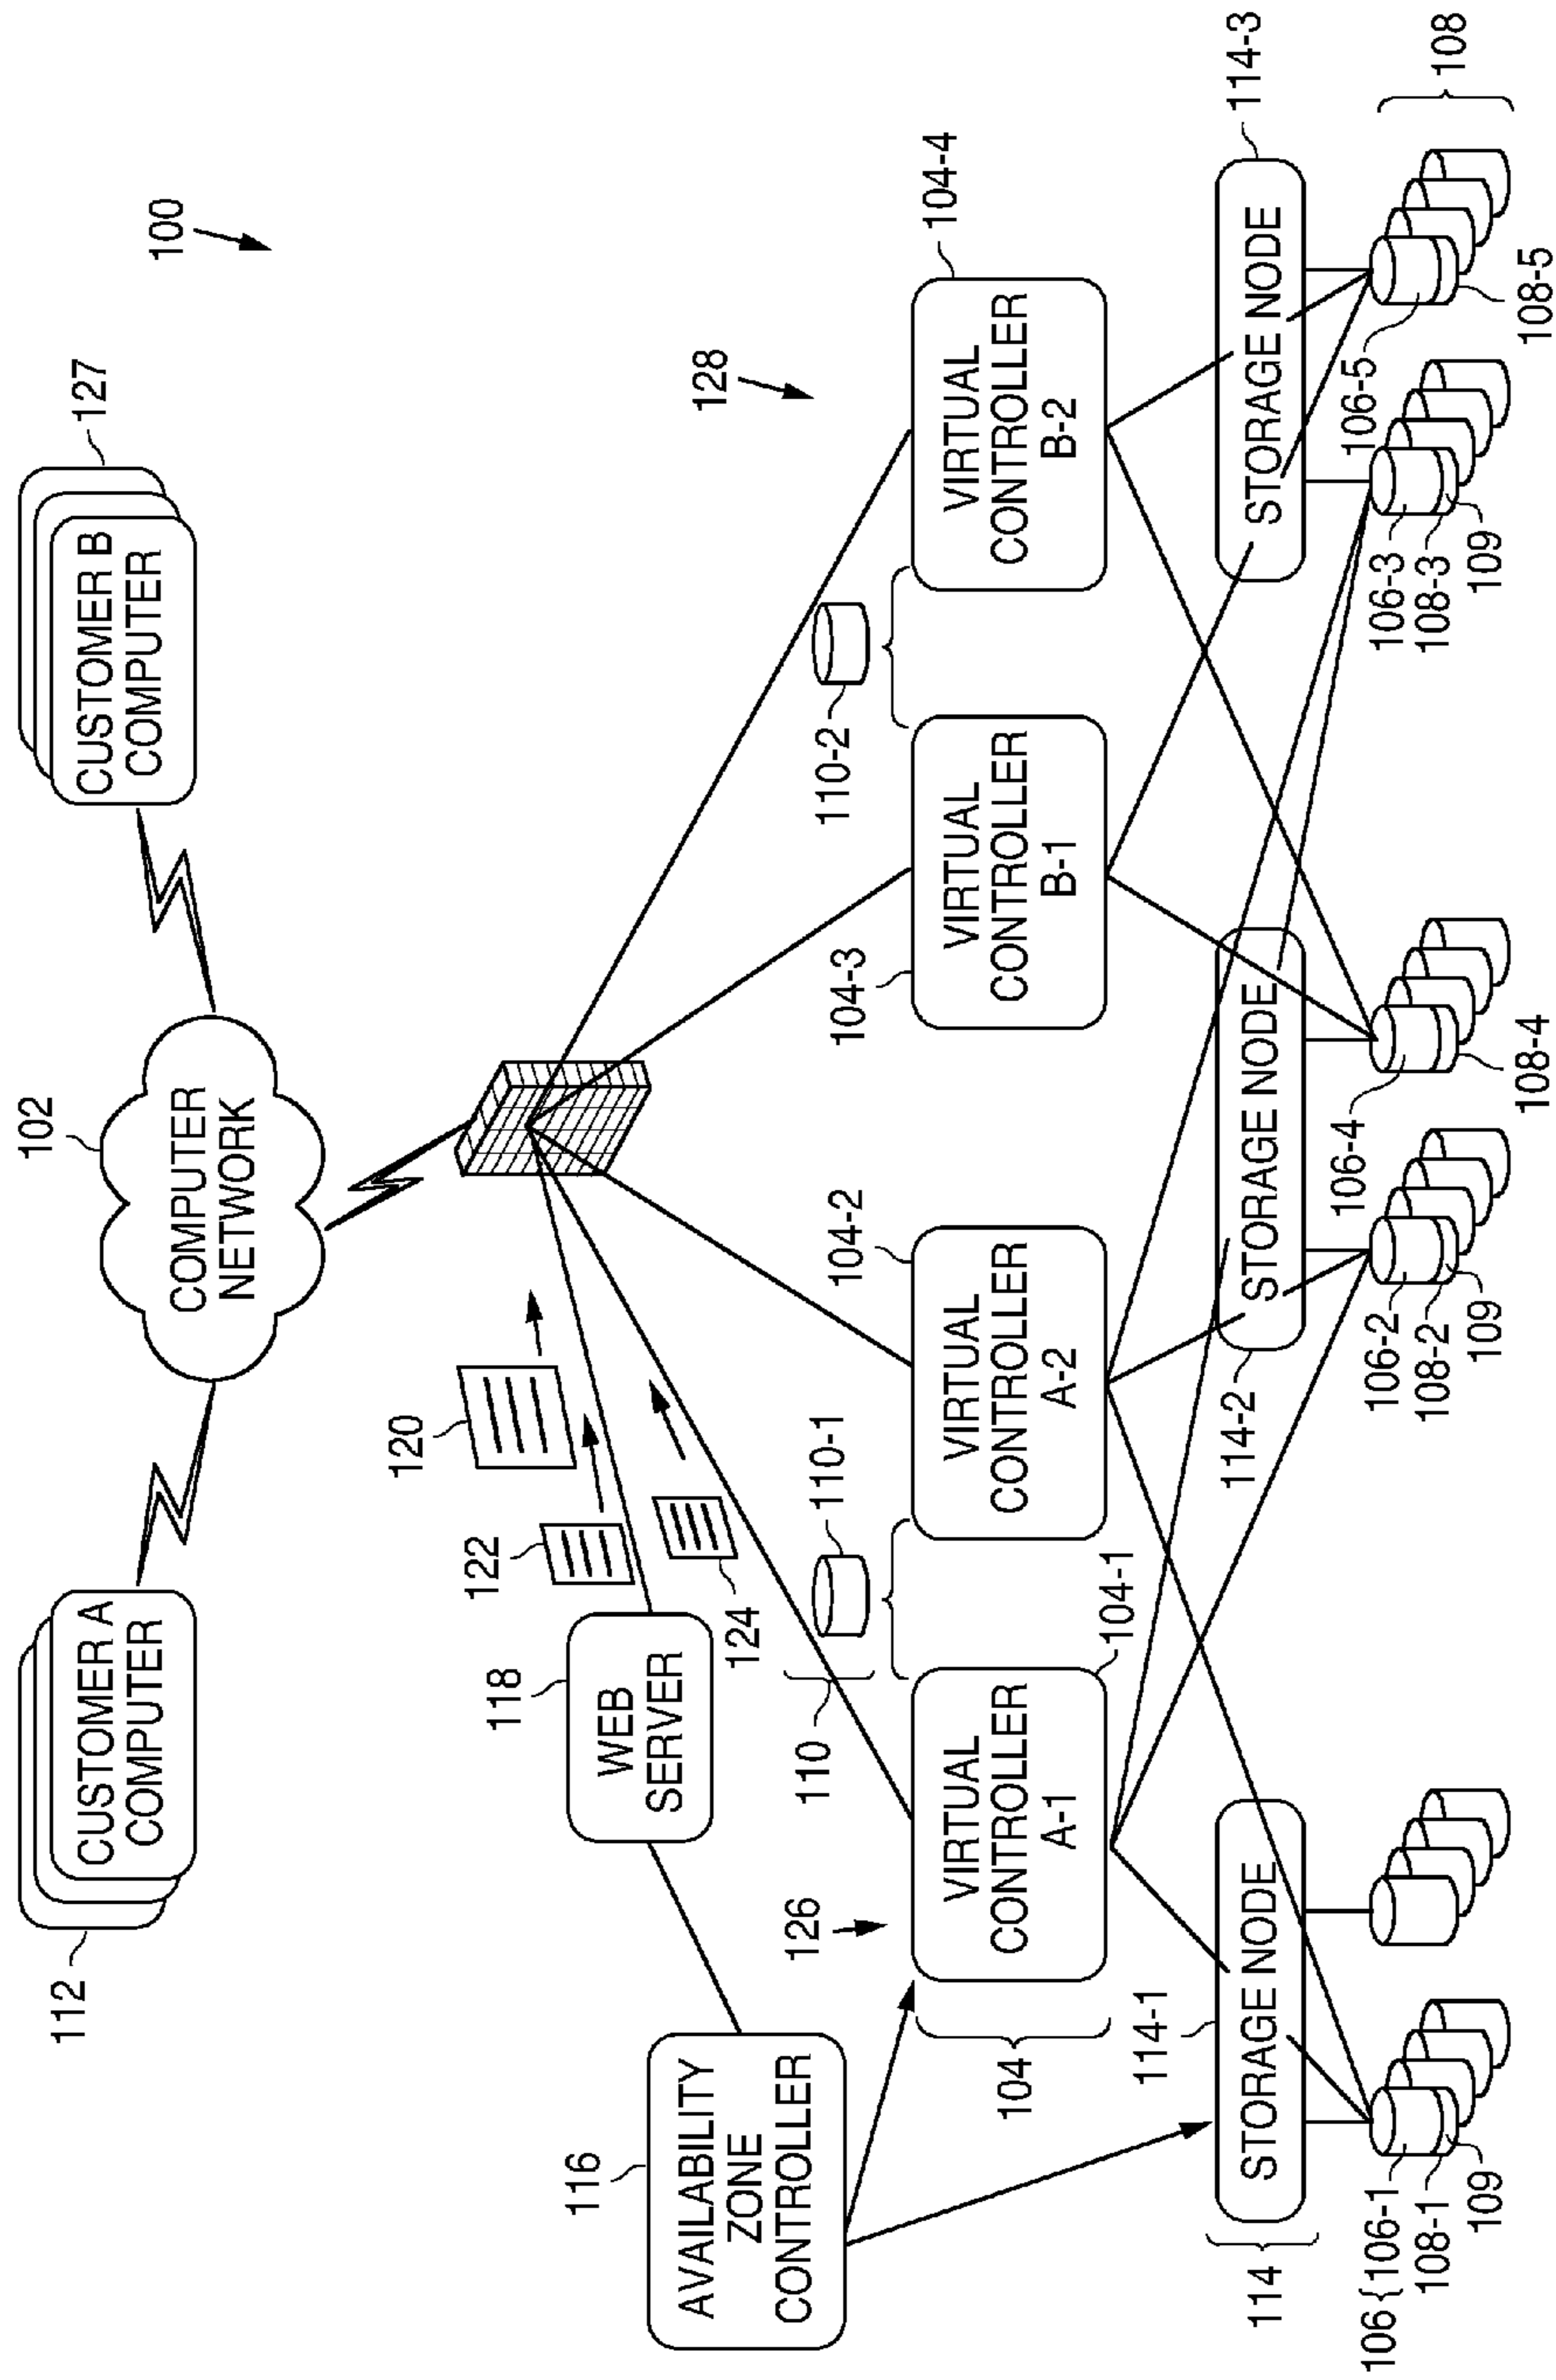 100
112
CUSTOMER A
COMPUTER
102
COMPUTER
NETWORK
CUSTOMER B
COMPUTER
127
120
122
124
118
WEB
SERVER
116
AVAILABILITY
ZONE
CONTROLLER
128
126
110
110-1
110-2
104
VIRTUAL
CONTROLLER
A-1
104-1
VIRTUAL
CONTROLLER
A-2
104-2
VIRTUAL
CONTROLLER
B-1
104-3
VIRTUAL
CONTROLLER
B-2
104-4
114
114-1
STORAGE NODE
114-2
STORAGE NODE
114-3
STORAGE NODE
106
106-1
108-1
109
106-2
108-2
109
106-4
108-4
106-3
108-3
109
106-5
108-5
108